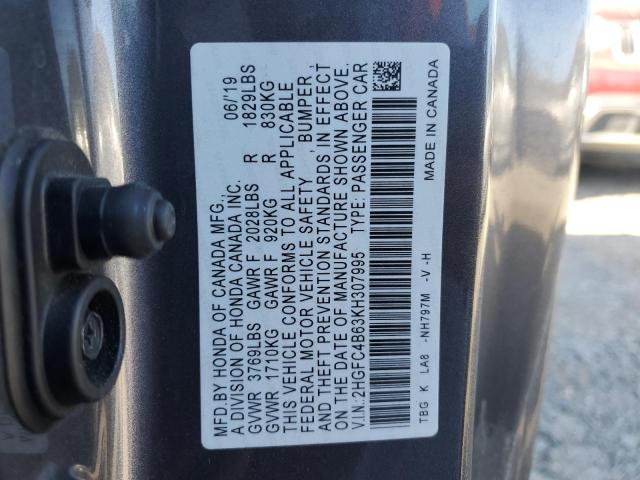 MFD.BY HONDA OF CANADA MFG., 06/'19
A DIVISION OF HONDA CANADA INC.
GVWR 3769LBS GAWR F 2028LBS R 1829LBS
GVWR 1710KG GAWR F 920KG R 830KG
THIS VEHICLE CONFORMS TO ALL APPLICABLE
FEDERAL MOTOR VEHICLE SAFETY , BUMPER ,
AND THEFT PREVENTION STANDARDS IN EFFECT
ON THE DATE OF MANUFACTURE SHOWN ABOVE.
V.I.N.:2HGFC4B63KH307995 TYPE: PASSENGER CAR
TBG K LA8 -NH797M -V -H MADE IN CANADA